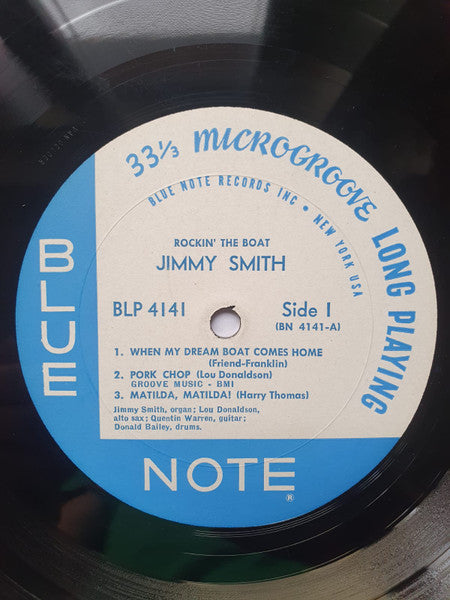 33⅓ MICROGROOVE LONG PLAYING
BLUE NOTE RECORDS INC • NEW YORK USA
ROCKIN' THE BOAT
JIMMY SMITH
BLP 4141
Side 1
(BN 4141-A)
1. WHEN MY DREAM BOAT COMES HOME
(Friend-Franklin)
2. PORK CHOP (Lou Donaldson)
GROOVE MUSIC - BMI
3. MATILDA, MATILDA! (Harry Thomas)
Jimmy Smith, organ; Lou Donaldson,
alto sax; Quentin Warren, guitar;
Donald Bailey, drums.
BLUE
NOTE®